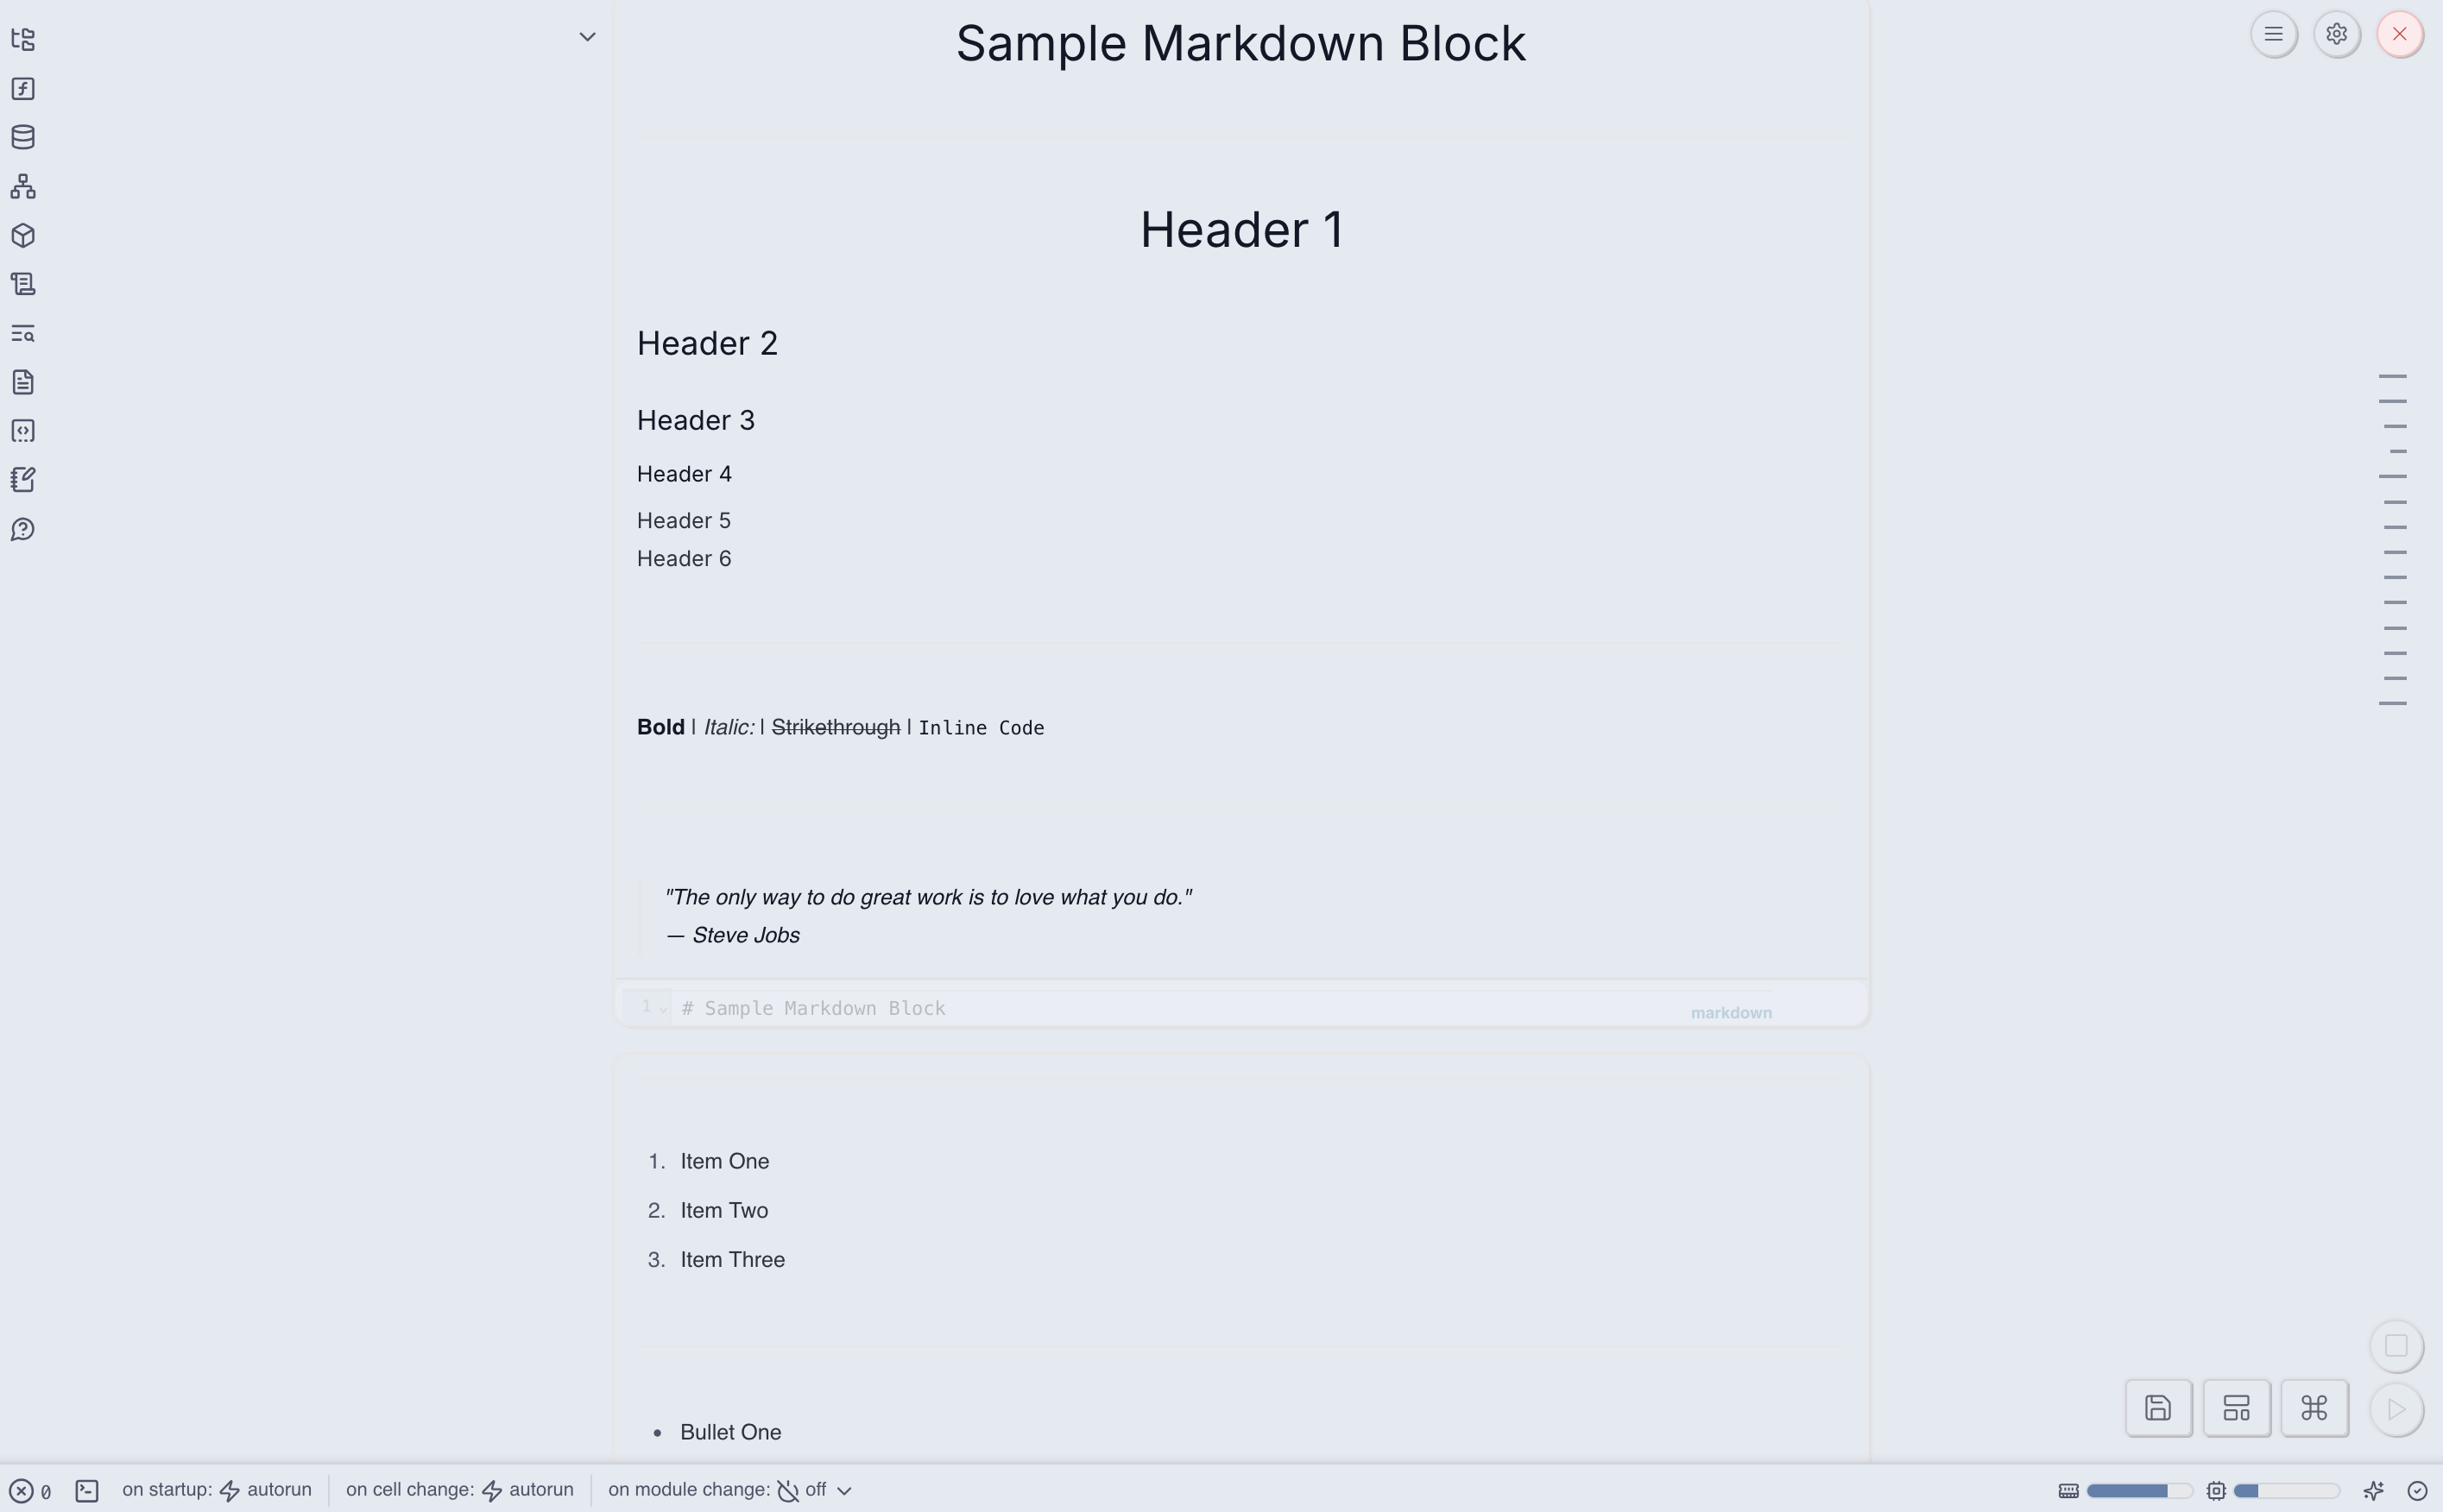 Sample Markdown Block
Header 1
Header 2
Header 3
Header 4
Header 5
Header 6
Bold | Italic: | Strikethrough | Inline Code
"The only way to do great work is to love what you do."
— Steve Jobs
1 # Sample Markdown Block markdown
1. Item One
2. Item Two
3. Item Three
• Bullet One
0 on startup: autorun on cell change: autorun on module change: off